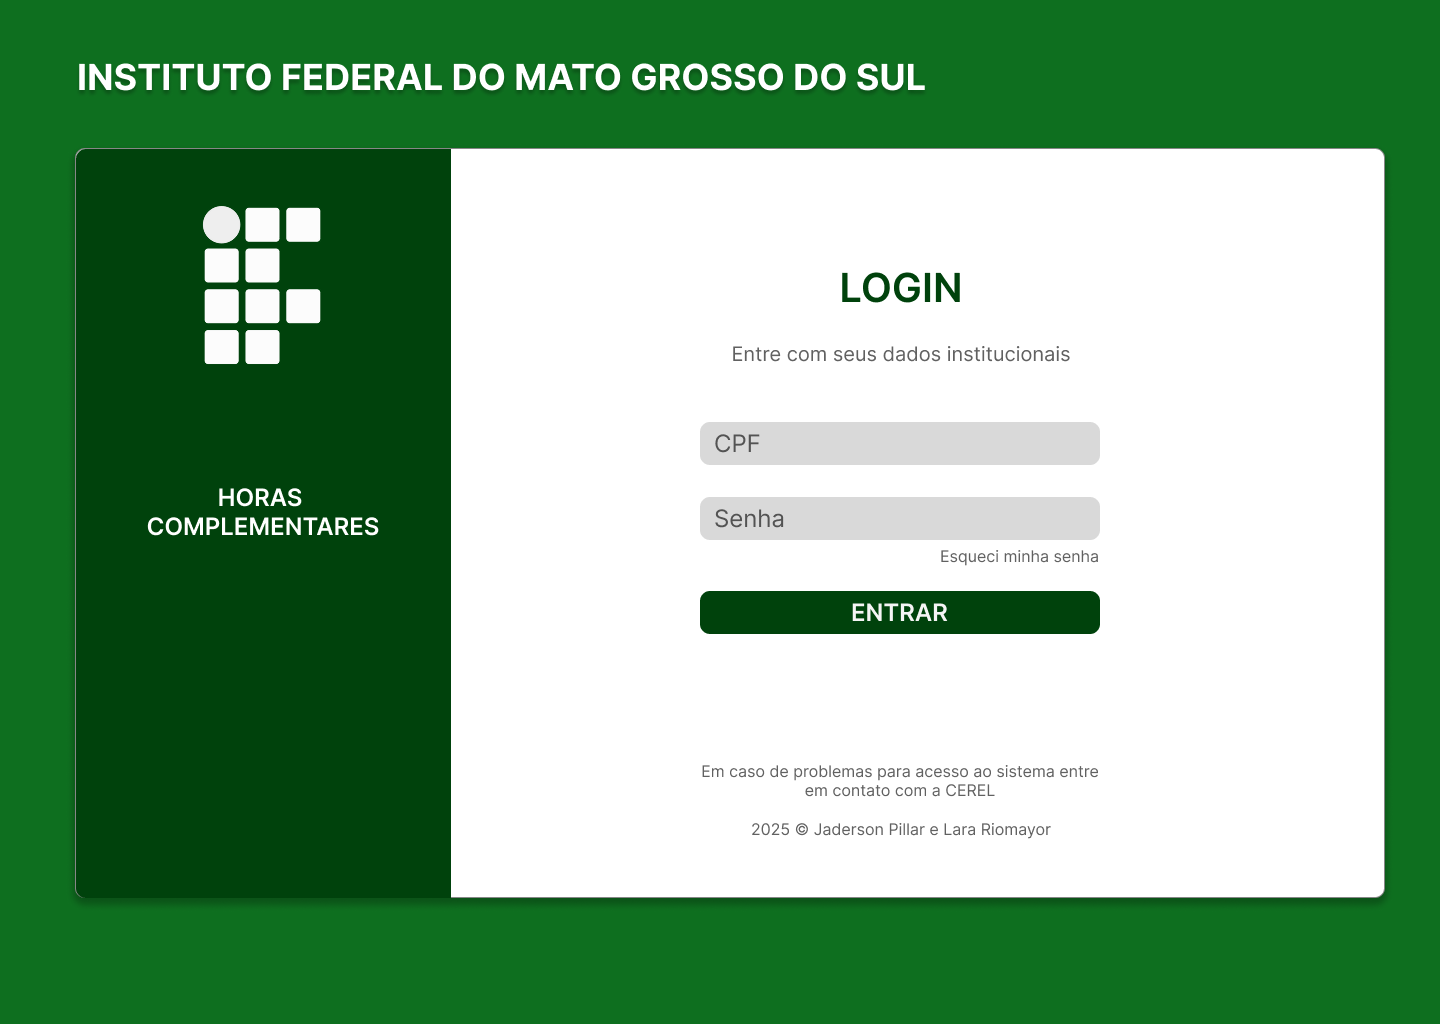 INSTITUTO FEDERAL DO MATO GROSSO DO SUL
HORAS
COMPLEMENTARES
LOGIN
Entre com seus dados institucionais
CPF
Senha
Esqueci minha senha
ENTRAR
Em caso de problemas para acesso ao sistema entre
em contato com a CEREL
2025 © Jaderson Pillar e Lara Riomayor